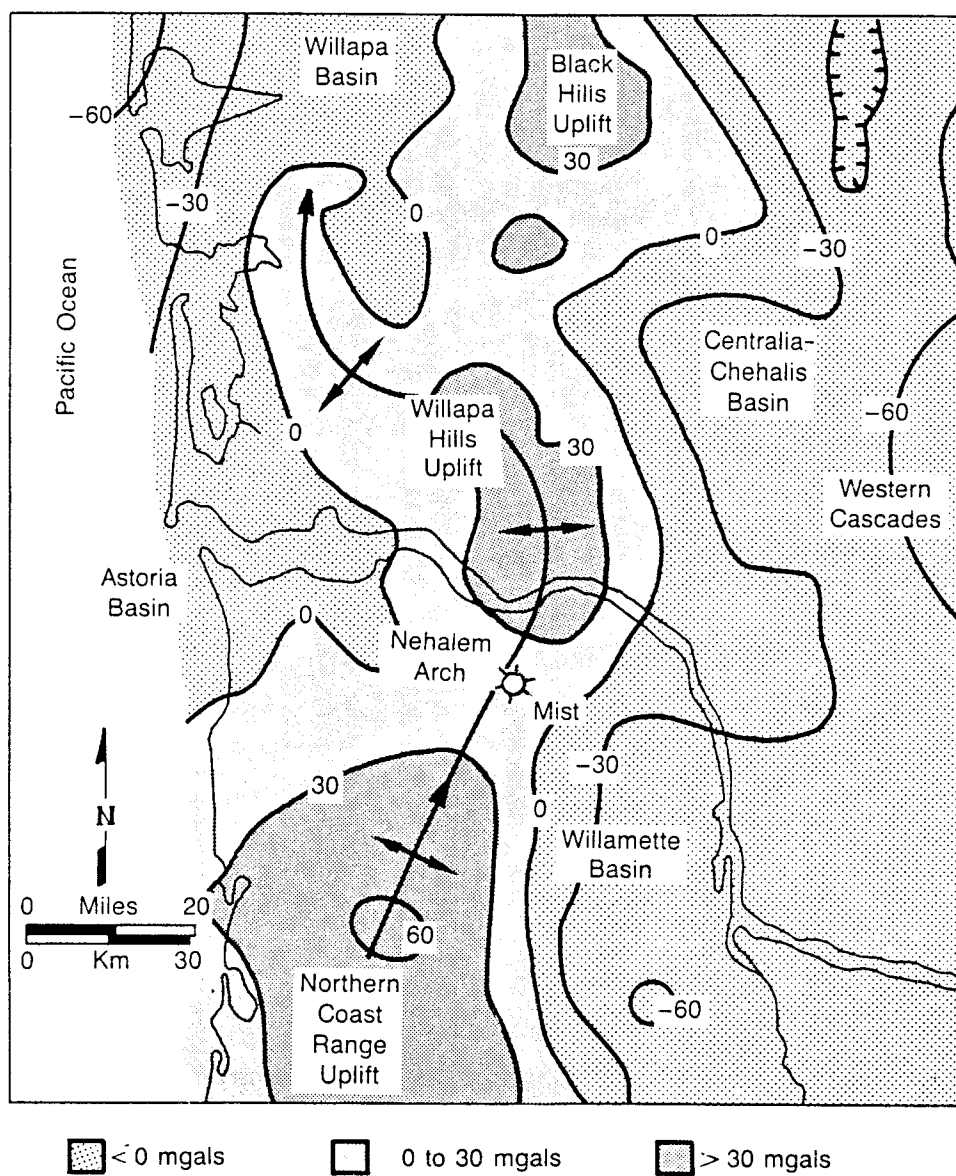 Willapa
Basin
Black
Hills
Uplift
-60
30
-30
0
0
-30
Pacific Ocean
Centralia-
Chehalis
Basin
Willapa
Hills
Uplift
0
30
-60
Western
Cascades
Astoria
Basin
0
Nehalem
Arch
Mist
30
-30
0
N
Willamette
Basin
0 Miles 20
0 Km 30
60
Northern
Coast
Range
Uplift
-60
< 0 mgals
0 to 30 mgals
> 30 mgals